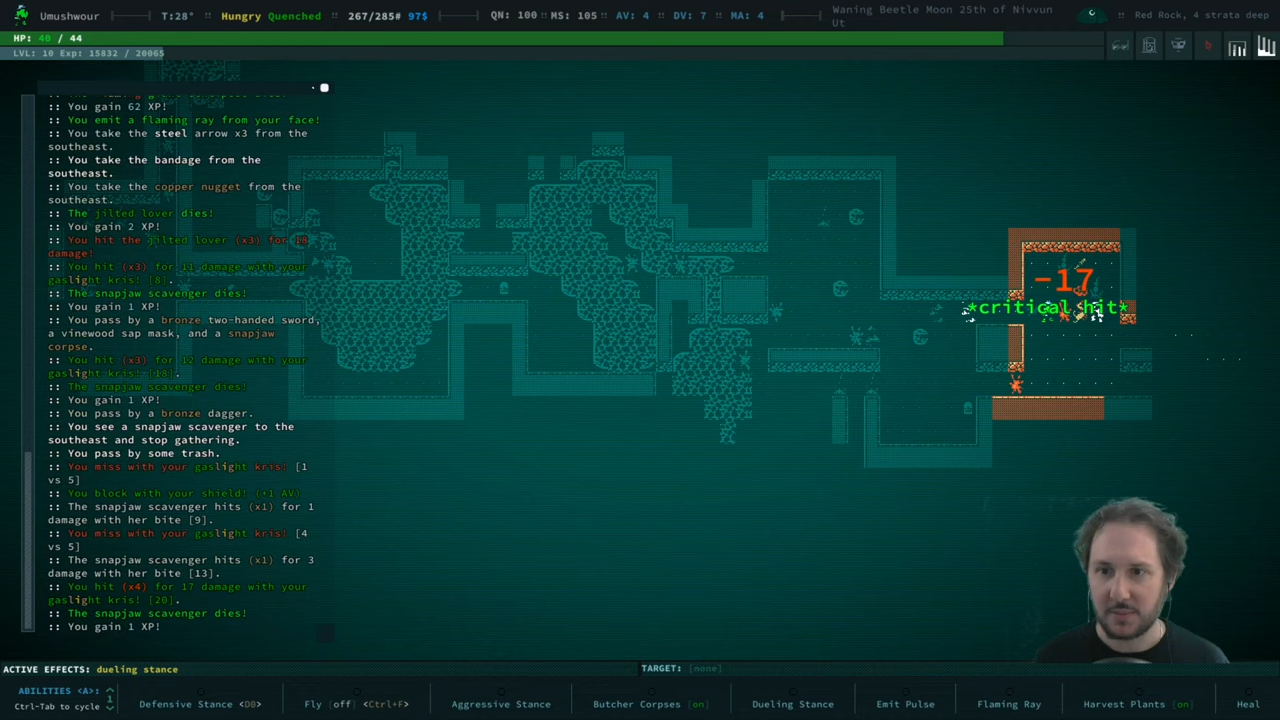 Umushwour T:28° :: Hungry Quenched :: 267/285# 97$ QN: 100 :: MS: 105 :: AV: 4 :: DV: 7 :: MA: 4 Waning Beetle Moon 25th of Nivvun Ut :: Red Rock, 4 strata deep
HP: 40 / 44
LVL: 10 Exp: 15832 / 20065
:: You gain 62 XP!
:: You emit a flaming ray from your face!
:: You take the steel arrow x3 from the
southeast.
:: You take the bandage from the
southeast.
:: You take the copper nugget from the
southeast.
:: The jilted lover dies!
:: You gain 2 XP!
:: You hit the jilted lover (x3) for 18
damage!
:: You hit (x3) for 11 damage with your
gaslight kris! [8].
:: The snapjaw scavenger dies!
:: You gain 1 XP!
:: You pass by a bronze two-handed sword,
a vinewood sap mask, and a snapjaw
corpse.
:: You hit (x3) for 12 damage with your
gaslight kris! [18].
:: The snapjaw scavenger dies!
:: You gain 1 XP!
:: You pass by a bronze dagger.
:: You see a snapjaw scavenger to the
southeast and stop gathering.
:: You pass by some trash.
:: You miss with your gaslight kris! [1
vs 5]
:: You block with your shield! (+1 AV)
:: The snapjaw scavenger hits (x1) for 1
damage with her bite [9].
:: You miss with your gaslight kris! [4
vs 5]
:: The snapjaw scavenger hits (x1) for 3
damage with her bite [13].
:: You hit (x4) for 17 damage with your
gaslight kris! [20].
:: The snapjaw scavenger dies!
:: You gain 1 XP!
-17
*critical hit*
ACTIVE EFFECTS: dueling stance TARGET: [none]
ABILITIES <A>: 1
Ctrl-Tab to cycle
Defensive Stance <D0> Fly [off] <Ctrl+F> Aggressive Stance Butcher Corpses [on] Dueling Stance Emit Pulse Flaming Ray Harvest Plants [on] Heal